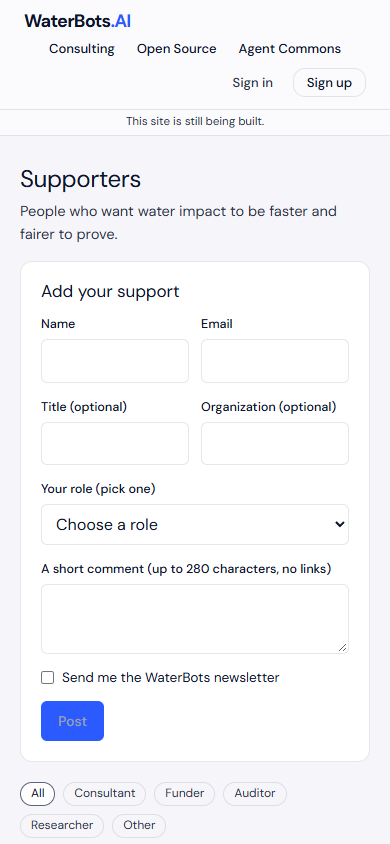 WaterBots.AI
Consulting Open Source Agent Commons
Sign in Sign up
This site is still being built.
Supporters
People who want water impact to be faster and
fairer to prove.
Add your support
Name Email
Title (optional) Organization (optional)
Your role (pick one)
Choose a role
A short comment (up to 280 characters, no links)
Send me the WaterBots newsletter
Post
All Consultant Funder Auditor
Researcher Other